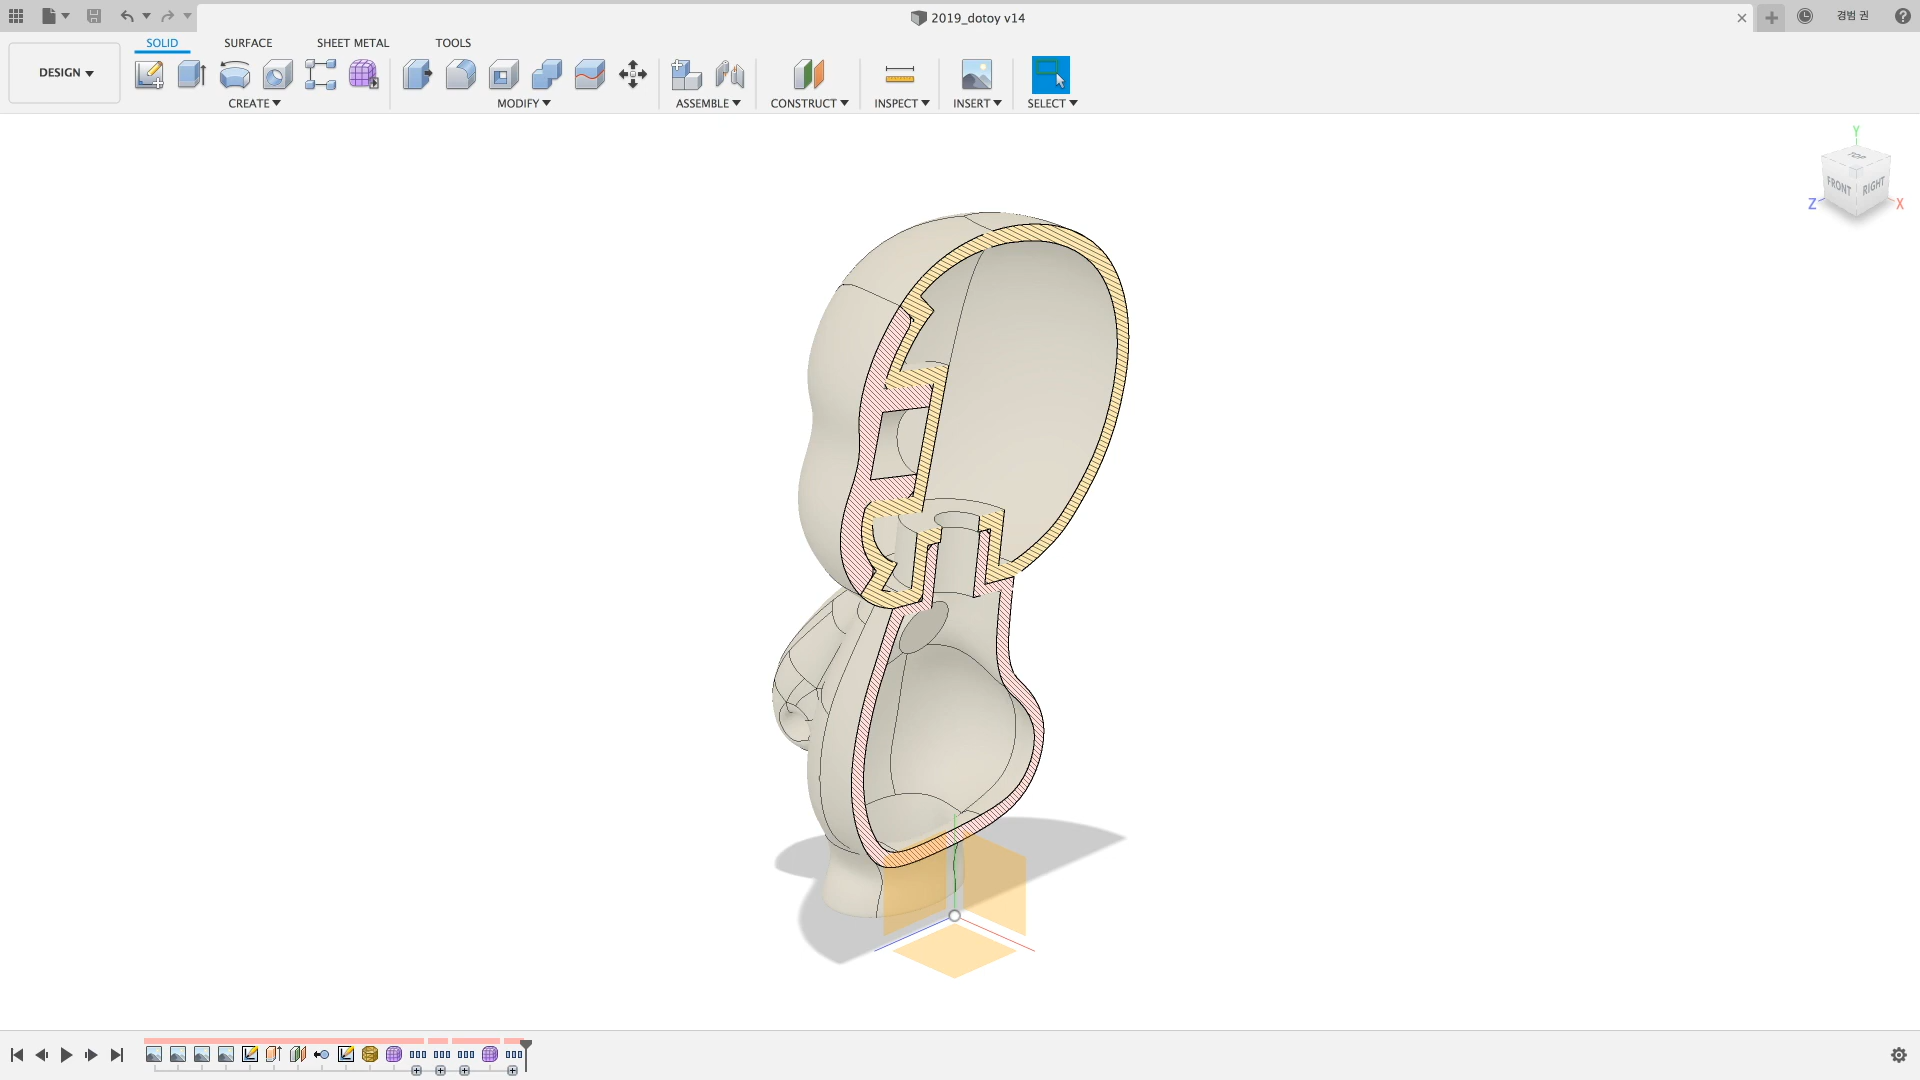 2019_dotoy v14
경범 권
SOLID
SURFACE
SHEET METAL
TOOLS
DESIGN
CREATE
MODIFY
ASSEMBLE
CONSTRUCT
INSPECT
INSERT
SELECT
Y
TOP
FRONT
RIGHT
Z
X